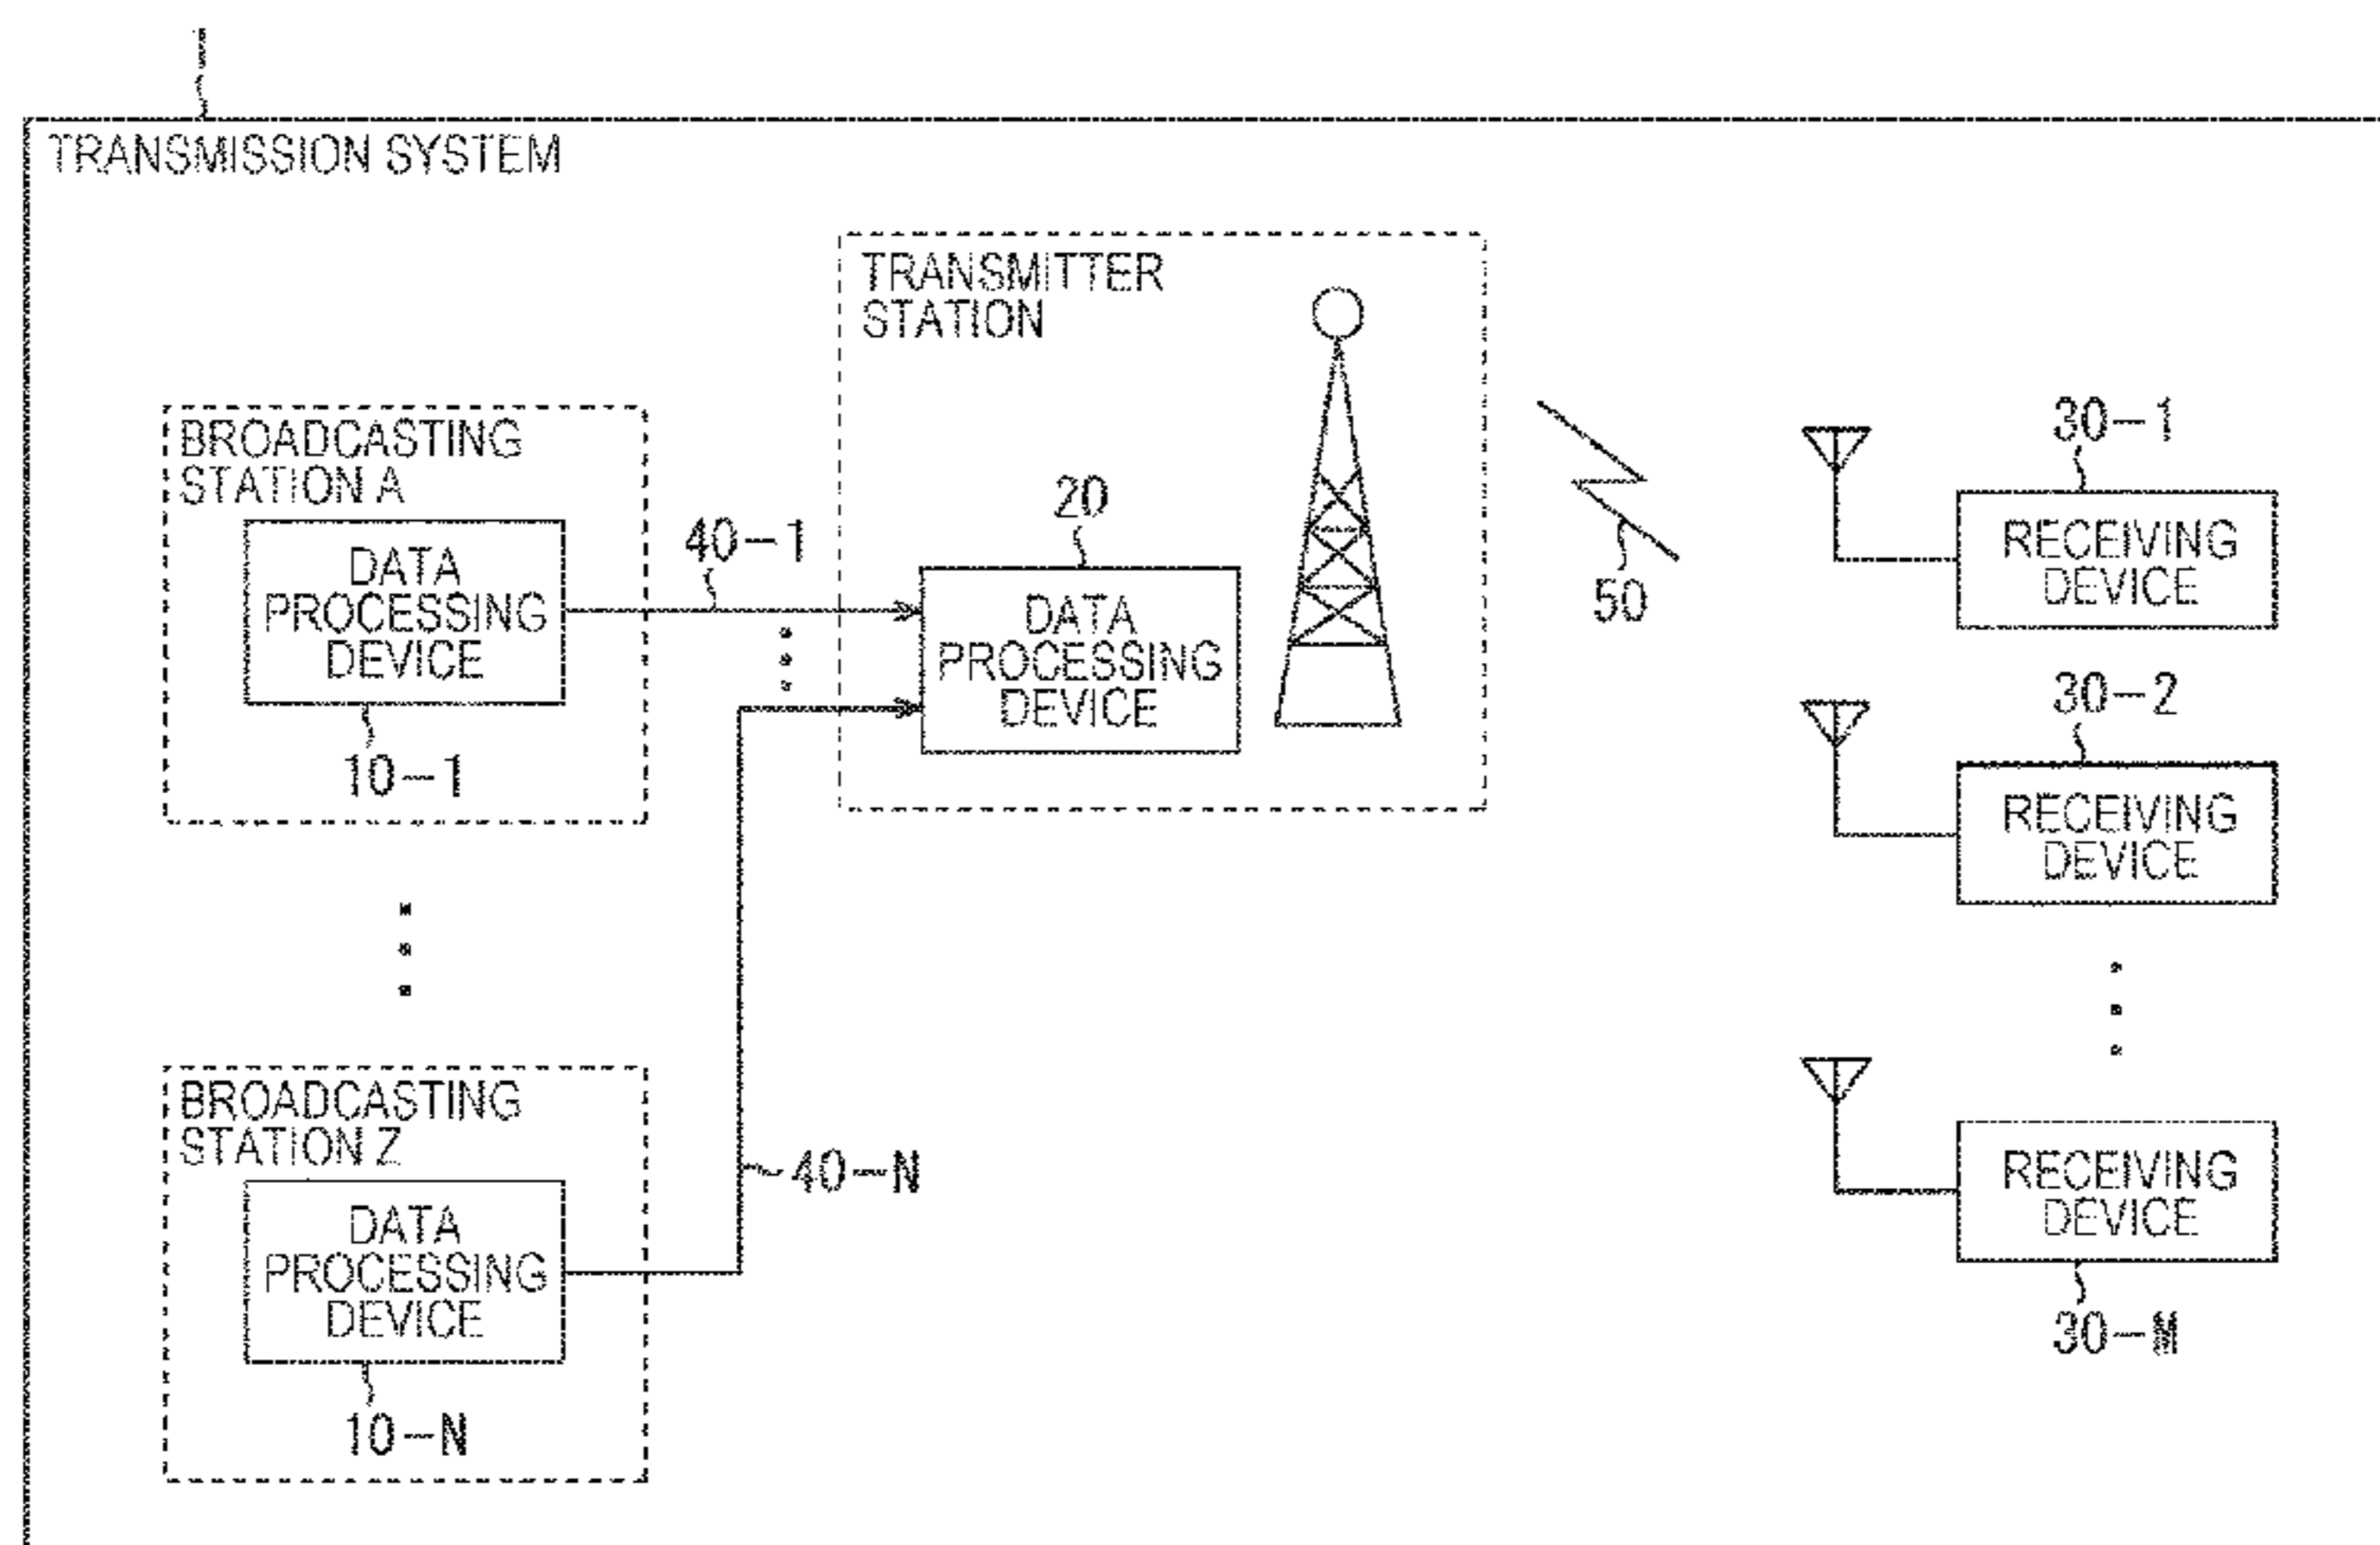 1
TRANSMISSION SYSTEM
TRANSMITTER
STATION
BROADCASTING
STATION A
DATA
PROCESSING
DEVICE
10-1
40-1
20
DATA
PROCESSING
DEVICE
50
30-1
RECEIVING
DEVICE
30-2
RECEIVING
DEVICE
BROADCASTING
STATION Z
DATA
PROCESSING
DEVICE
10-N
40-N
RECEIVING
DEVICE
30-M